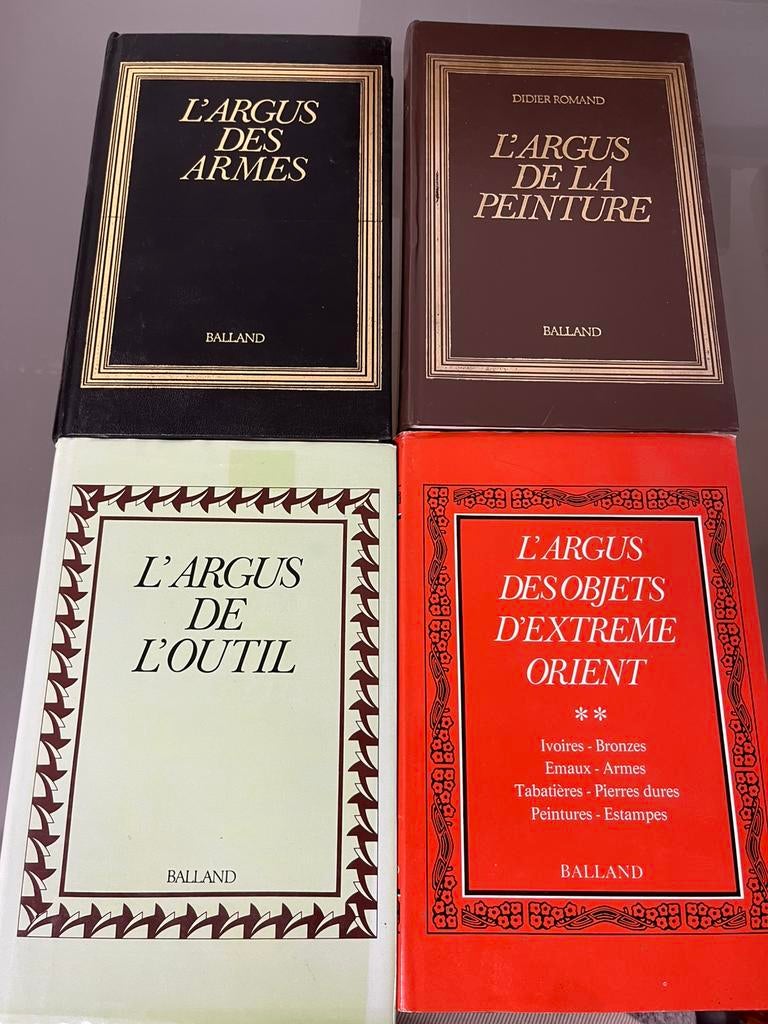 L'ARGUS
DES
ARMES
BALLAND
DIDIER ROMAND
L'ARGUS
DE LA
PEINTURE
BALLAND
L'ARGUS
DE
L'OUTIL
BALLAND
L'ARGUS
DES OBJETS
D'EXTREME
ORIENT
**
Ivoires - Bronzes
Emaux - Armes
Tabatières - Pierres dures
Peintures - Estampes
BALLAND